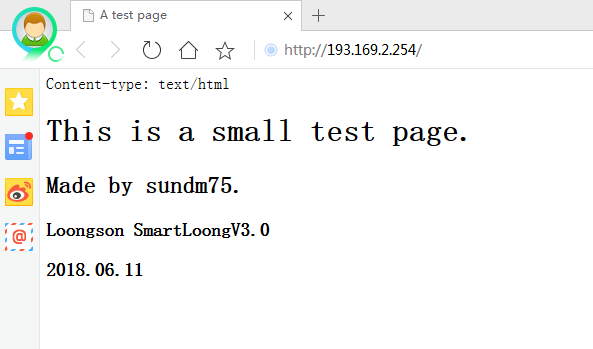 A test page
http://193.169.2.254/
Content-type: text/html
This is a small test page.
Made by sundm75.
Loongson SmartLoongV3.0
2018.06.11
@